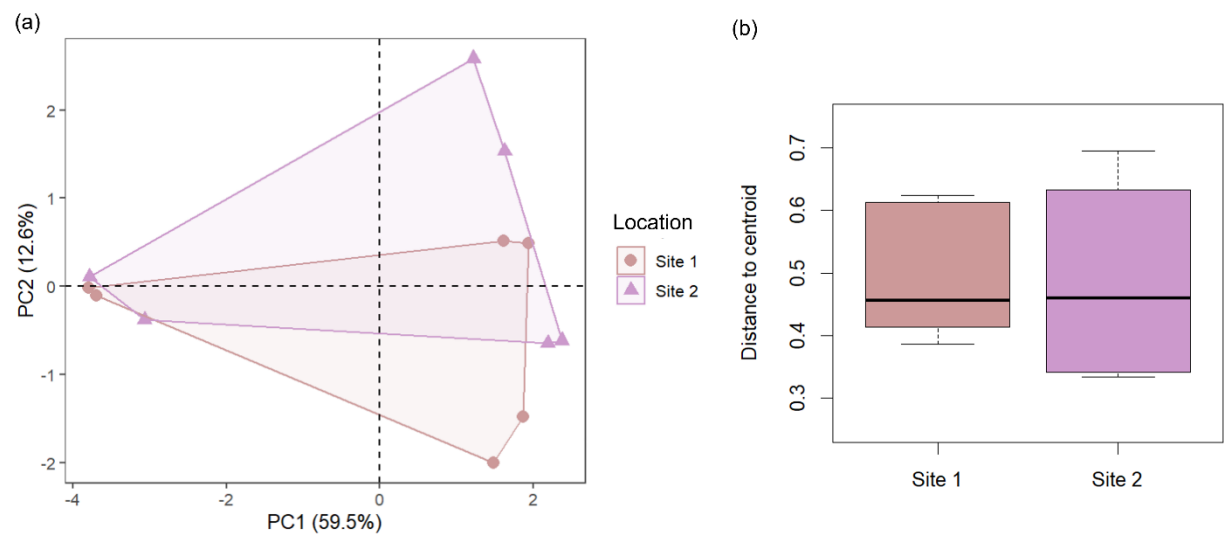 (a)
PC2 (12.6%)
2
1
0
-1
-2
-4
-2
0
2
PC1 (59.5%)
Location
Site 1
Site 2
(b)
Distance to centroid
0.7
0.6
0.5
0.4
0.3
Site 1
Site 2